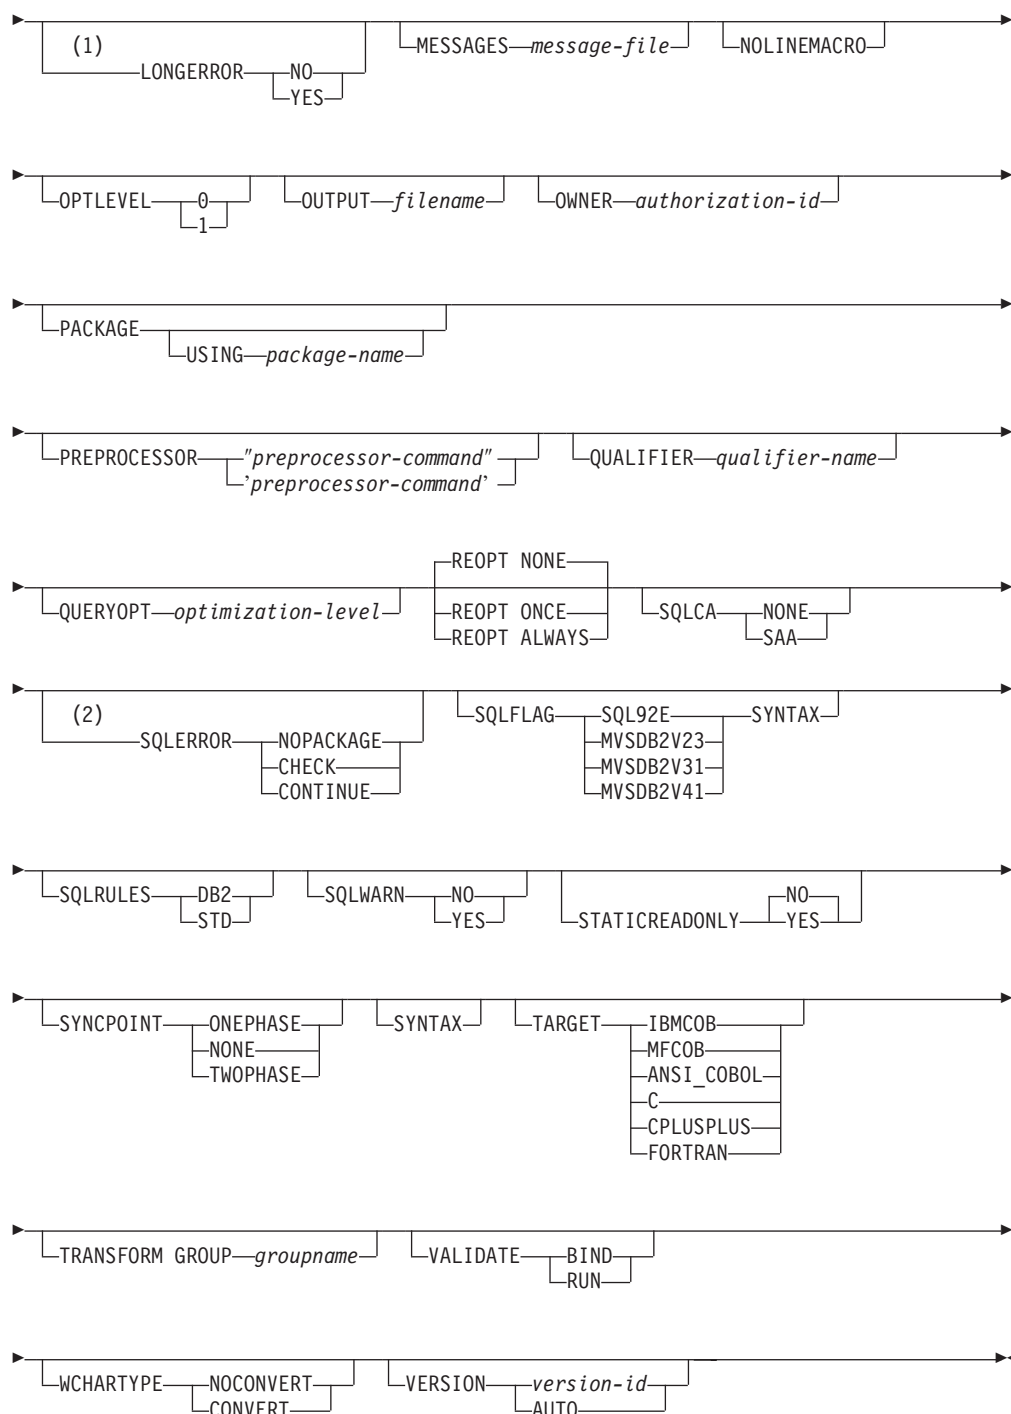 (1)
LONGERROR NO
YES
MESSAGES message-file
NOLINEMACRO
OPTLEVEL 0
1
OUTPUT filename
OWNER authorization-id
PACKAGE
USING package-name
PREPROCESSOR "preprocessor-command"
'preprocessor-command'
QUALIFIER qualifier-name
QUERYOPT optimization-level
REOPT NONE
REOPT ONCE
REOPT ALWAYS
SQLCA NONE
SAA
(2)
SQLERROR NOPACKAGE
CHECK
CONTINUE
SQLFLAG SQL92E SYNTAX
MVSDB2V23
MVSDB2V31
MVSDB2V41
SQLRULES DB2
STD
SQLWARN NO
YES
STATICREADONLY NO
YES
SYNCPOINT ONEPHASE
NONE
TWOPHASE
SYNTAX
TARGET IBMCOB
MFCOB
ANSI_COBOL
C
CPLUSPLUS
FORTRAN
TRANSFORM GROUP groupname
VALIDATE BIND
RUN
WCHARTYPE NOCONVERT
CONVERT
VERSION version-id
AUTO